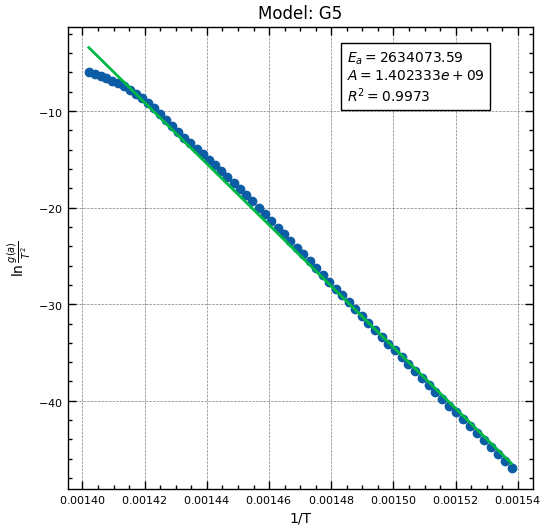 Model: G5
E_a = 2634073.59
A = 1.402333e + 09
R^2 = 0.9973
−10
−20
−30
−40
ln g(a)/T^2
0.00140 0.00142 0.00144 0.00146 0.00148 0.00150 0.00152 0.00154
1/T